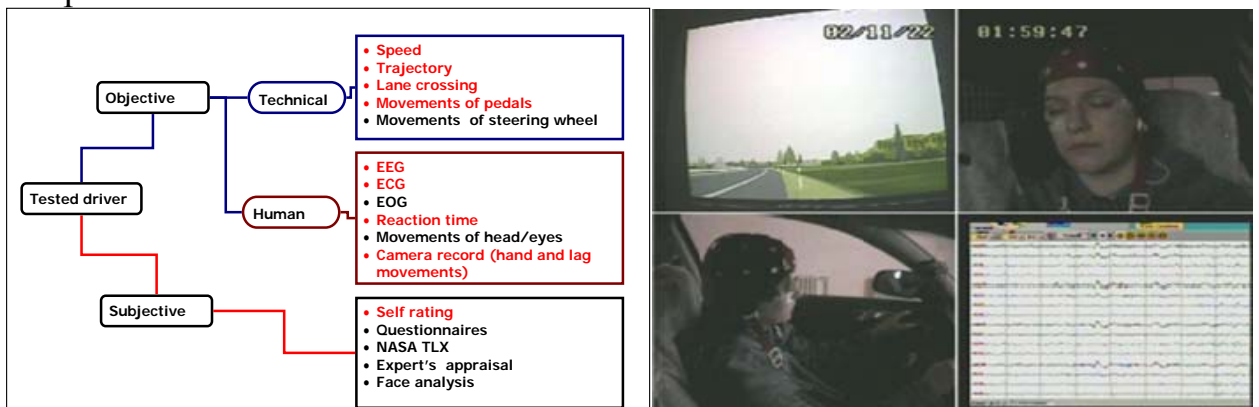 Tested driver
Objective
Subjective
Technical
Human
• Speed
• Trajectory
• Lane crossing
• Movements of pedals
• Movements of steering wheel
• EEG
• ECG
• EOG
• Reaction time
• Movements of head/eyes
• Camera record (hand and lag
movements)
• Self rating
• Questionnaires
• NASA TLX
• Expert's appraisal
• Face analysis
02/11/22
01:59:47